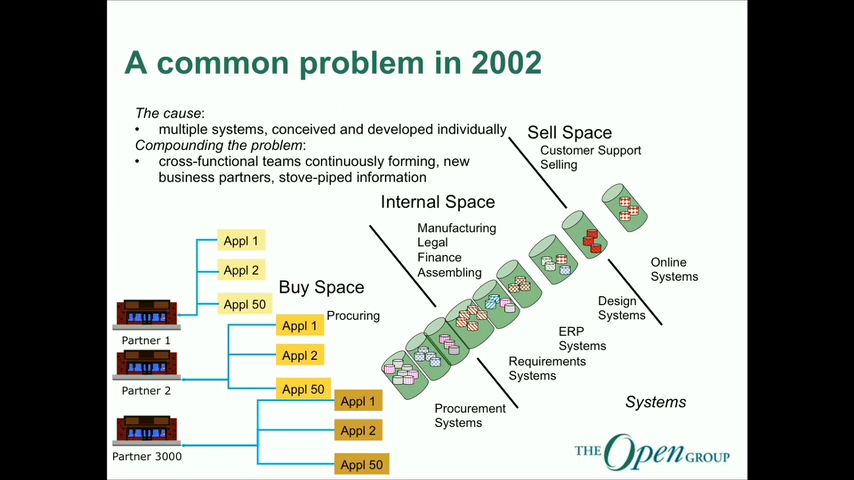 A common problem in 2002
The cause:
• multiple systems, conceived and developed individually
Compounding the problem:
• cross-functional teams continuously forming, new
business partners, stove-piped information
Sell Space
Customer Support
Selling
Internal Space
Manufacturing
Legal
Finance
Assembling
Buy Space
Procuring
Appl 1
Appl 2
Appl 50
Partner 1
Appl 1
Appl 2
Appl 50
Partner 2
Appl 1
Appl 2
Appl 50
Partner 3000
Online
Systems
Design
Systems
ERP
Systems
Requirements
Systems
Procurement
Systems
Systems
THE Open GROUP